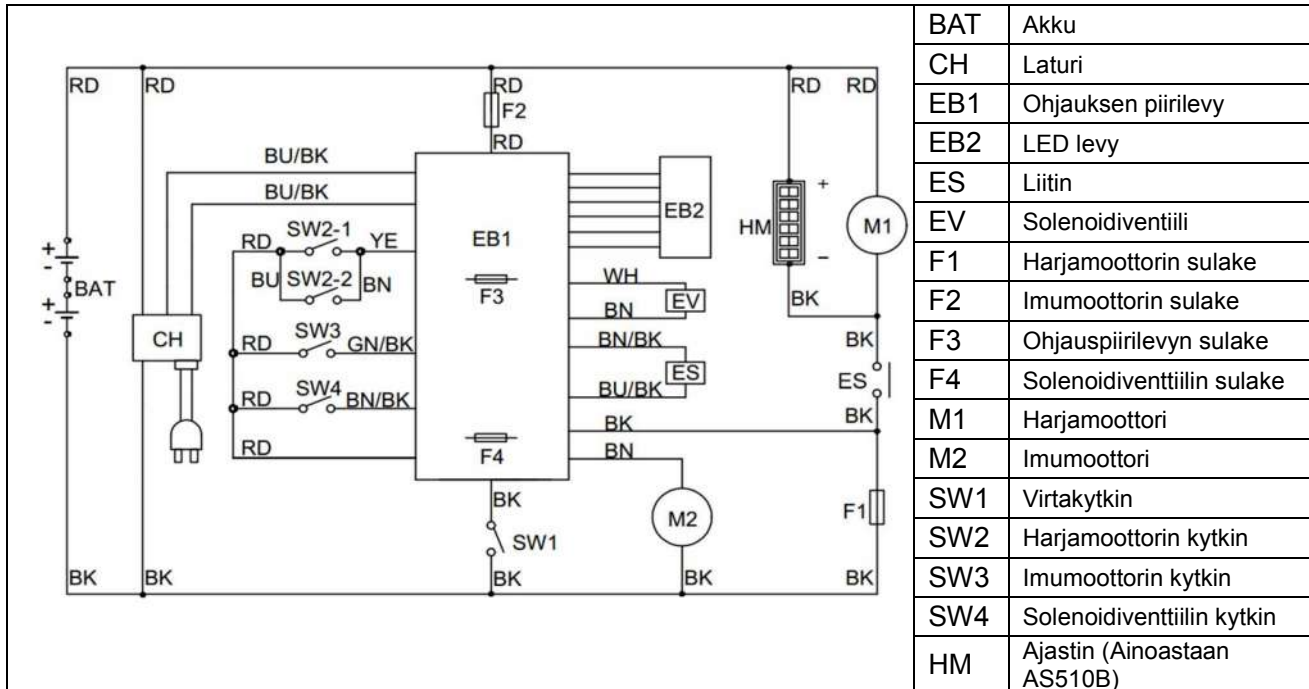 RD RD RD RD RD
F2
RD
BU/BK
BU/BK
EB2
SW2-1
RD YE
EB1
HM + M1
BU SW2-2 BN
F3
WH
EV
BN
+
-
BAT
+
-
–
BK
CH
SW3
RD GN/BK
BN/BK
ES
BK
ES
SW4
RD BN/BK
BU/BK
BK
BK
RD
F4
BN
BK
M2
F1
SW1
BK BK BK BK BK
BAT Akku
CH Laturi
EB1 Ohjauksen piirilevy
EB2 LED levy
ES Liitin
EV Solenoidiventiili
F1 Harjamoottorin sulake
F2 Imumoottorin sulake
F3 Ohjauspiirilevyn sulake
F4 Solenoidiventtiilin sulake
M1 Harjamoottori
M2 Imumoottori
SW1 Virtakytkin
SW2 Harjamoottorin kytkin
SW3 Imumoottorin kytkin
SW4 Solenoidiventtiilin kytkin
HM Ajastin (Ainoastaan
AS510B)